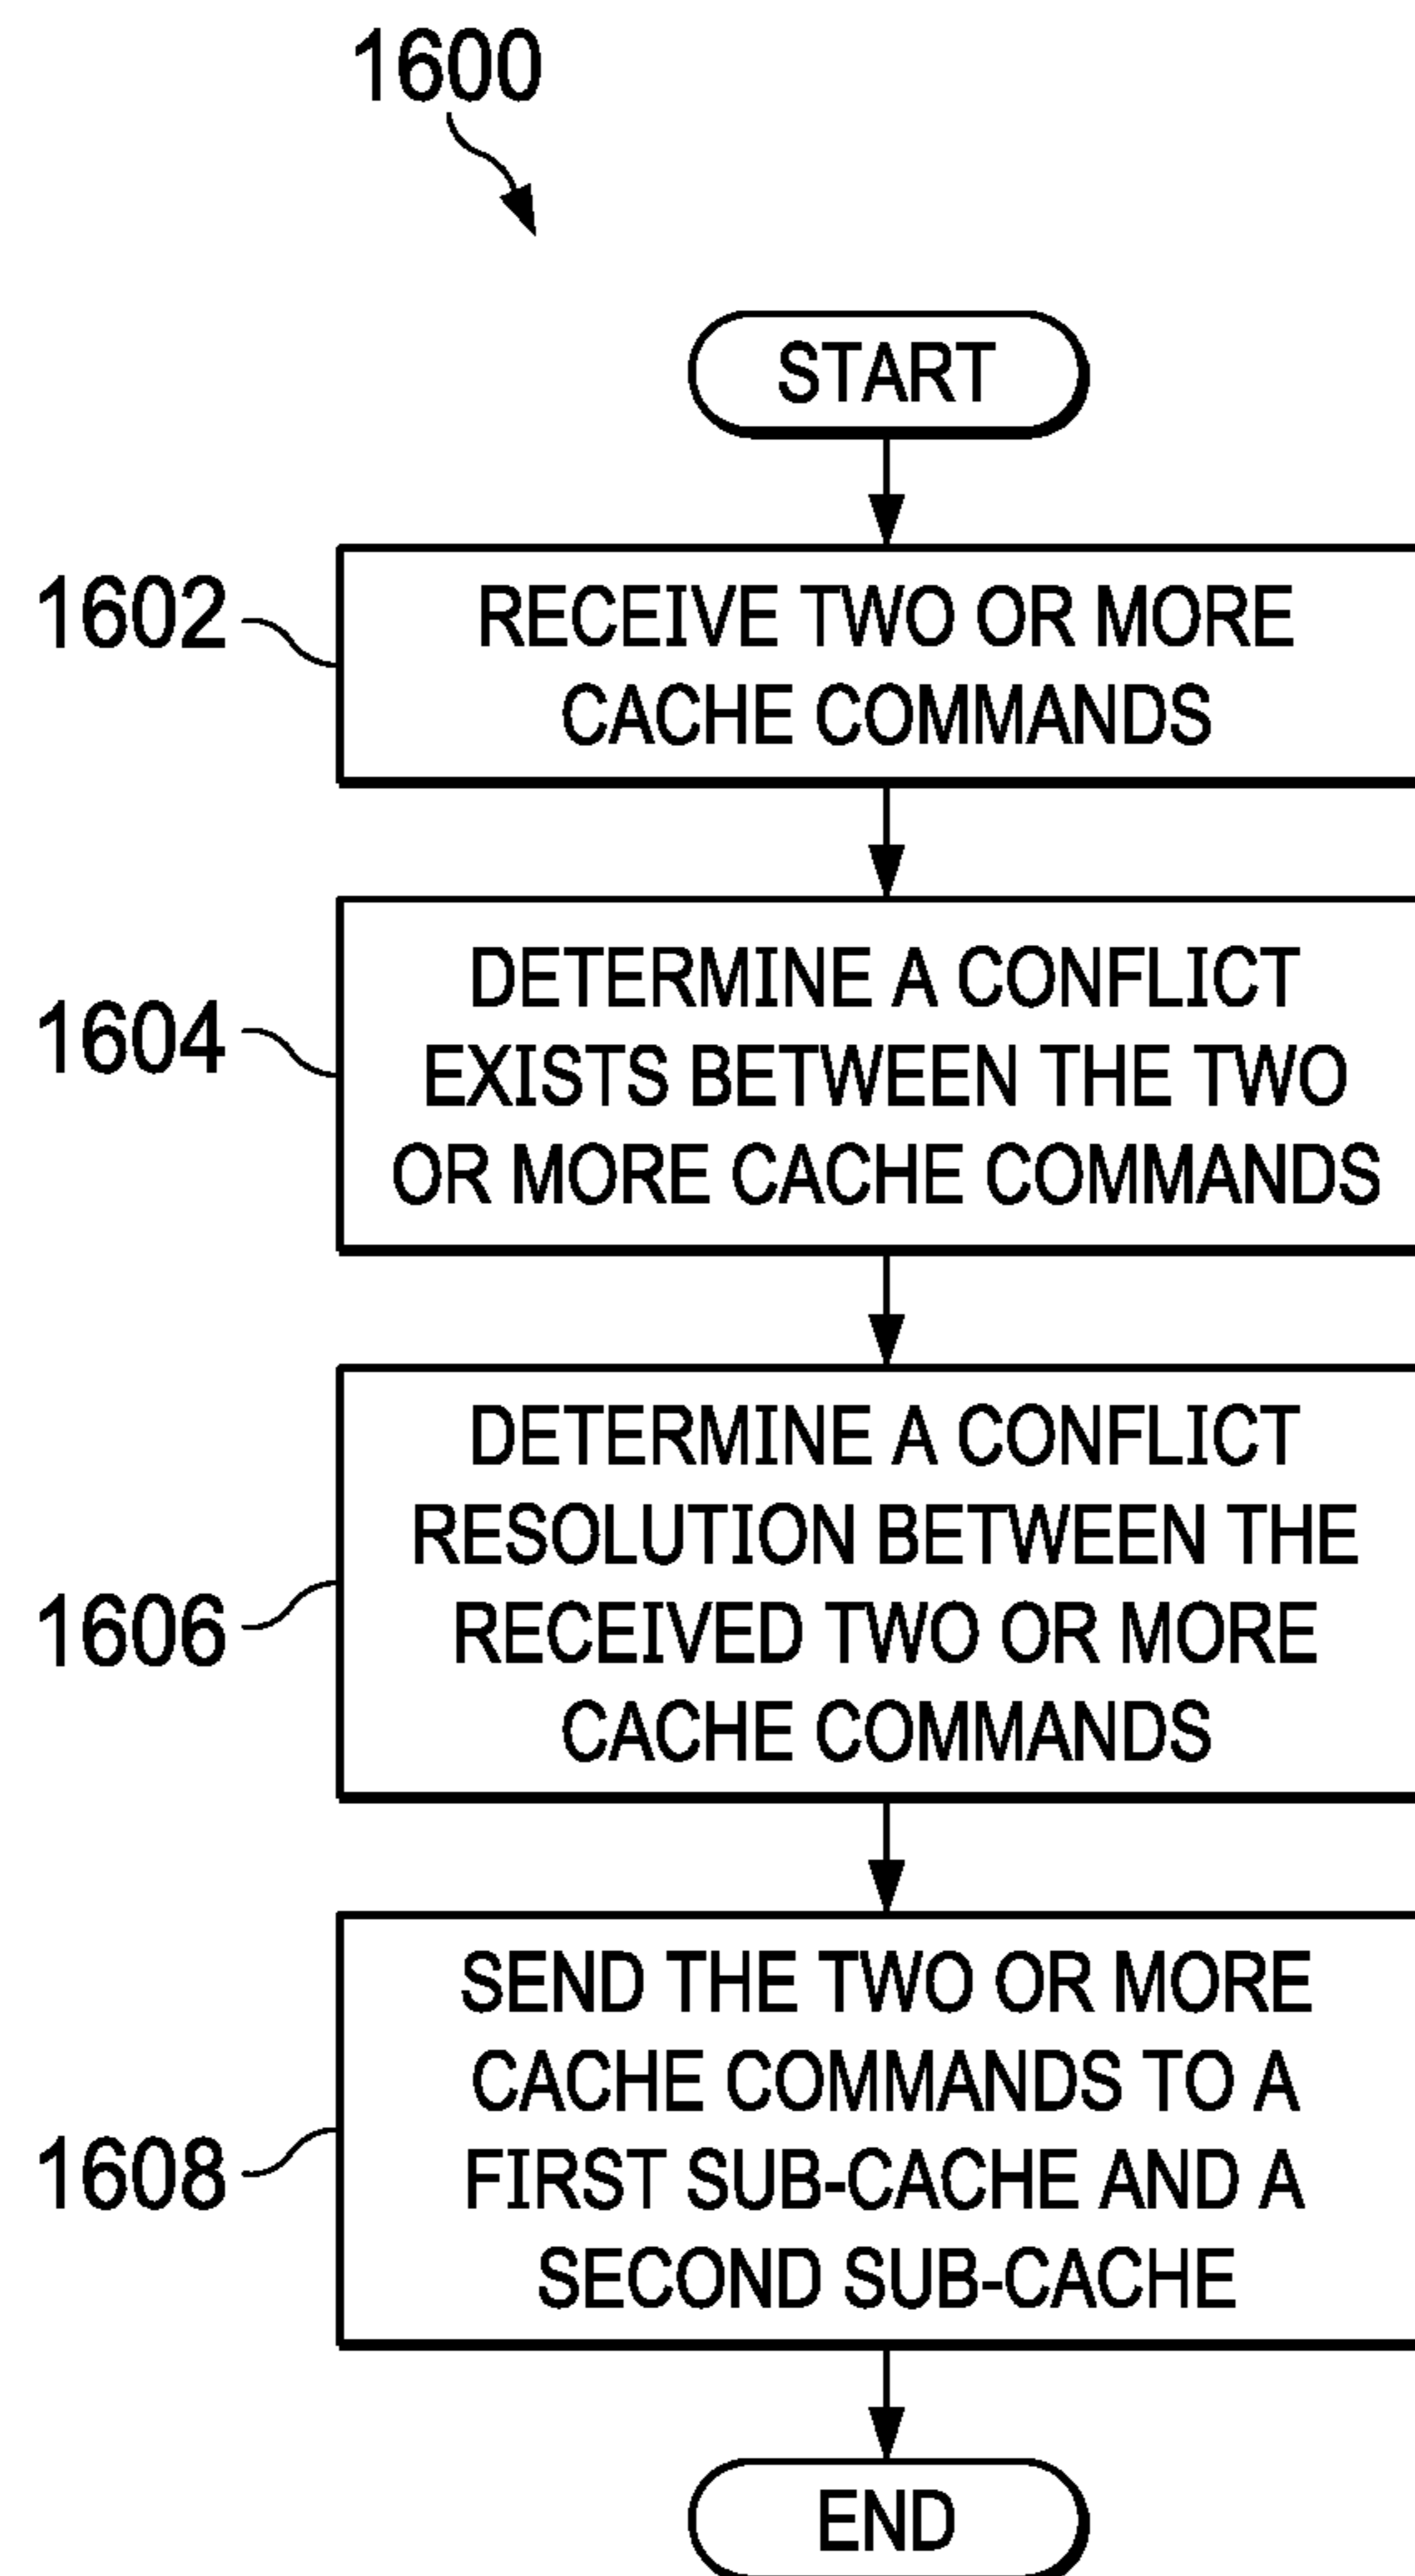 1600
START
1602
RECEIVE TWO OR MORE
CACHE COMMANDS
1604
DETERMINE A CONFLICT
EXISTS BETWEEN THE TWO
OR MORE CACHE COMMANDS
1606
DETERMINE A CONFLICT
RESOLUTION BETWEEN THE
RECEIVED TWO OR MORE
CACHE COMMANDS
1608
SEND THE TWO OR MORE
CACHE COMMANDS TO A
FIRST SUB-CACHE AND A
SECOND SUB-CACHE
END